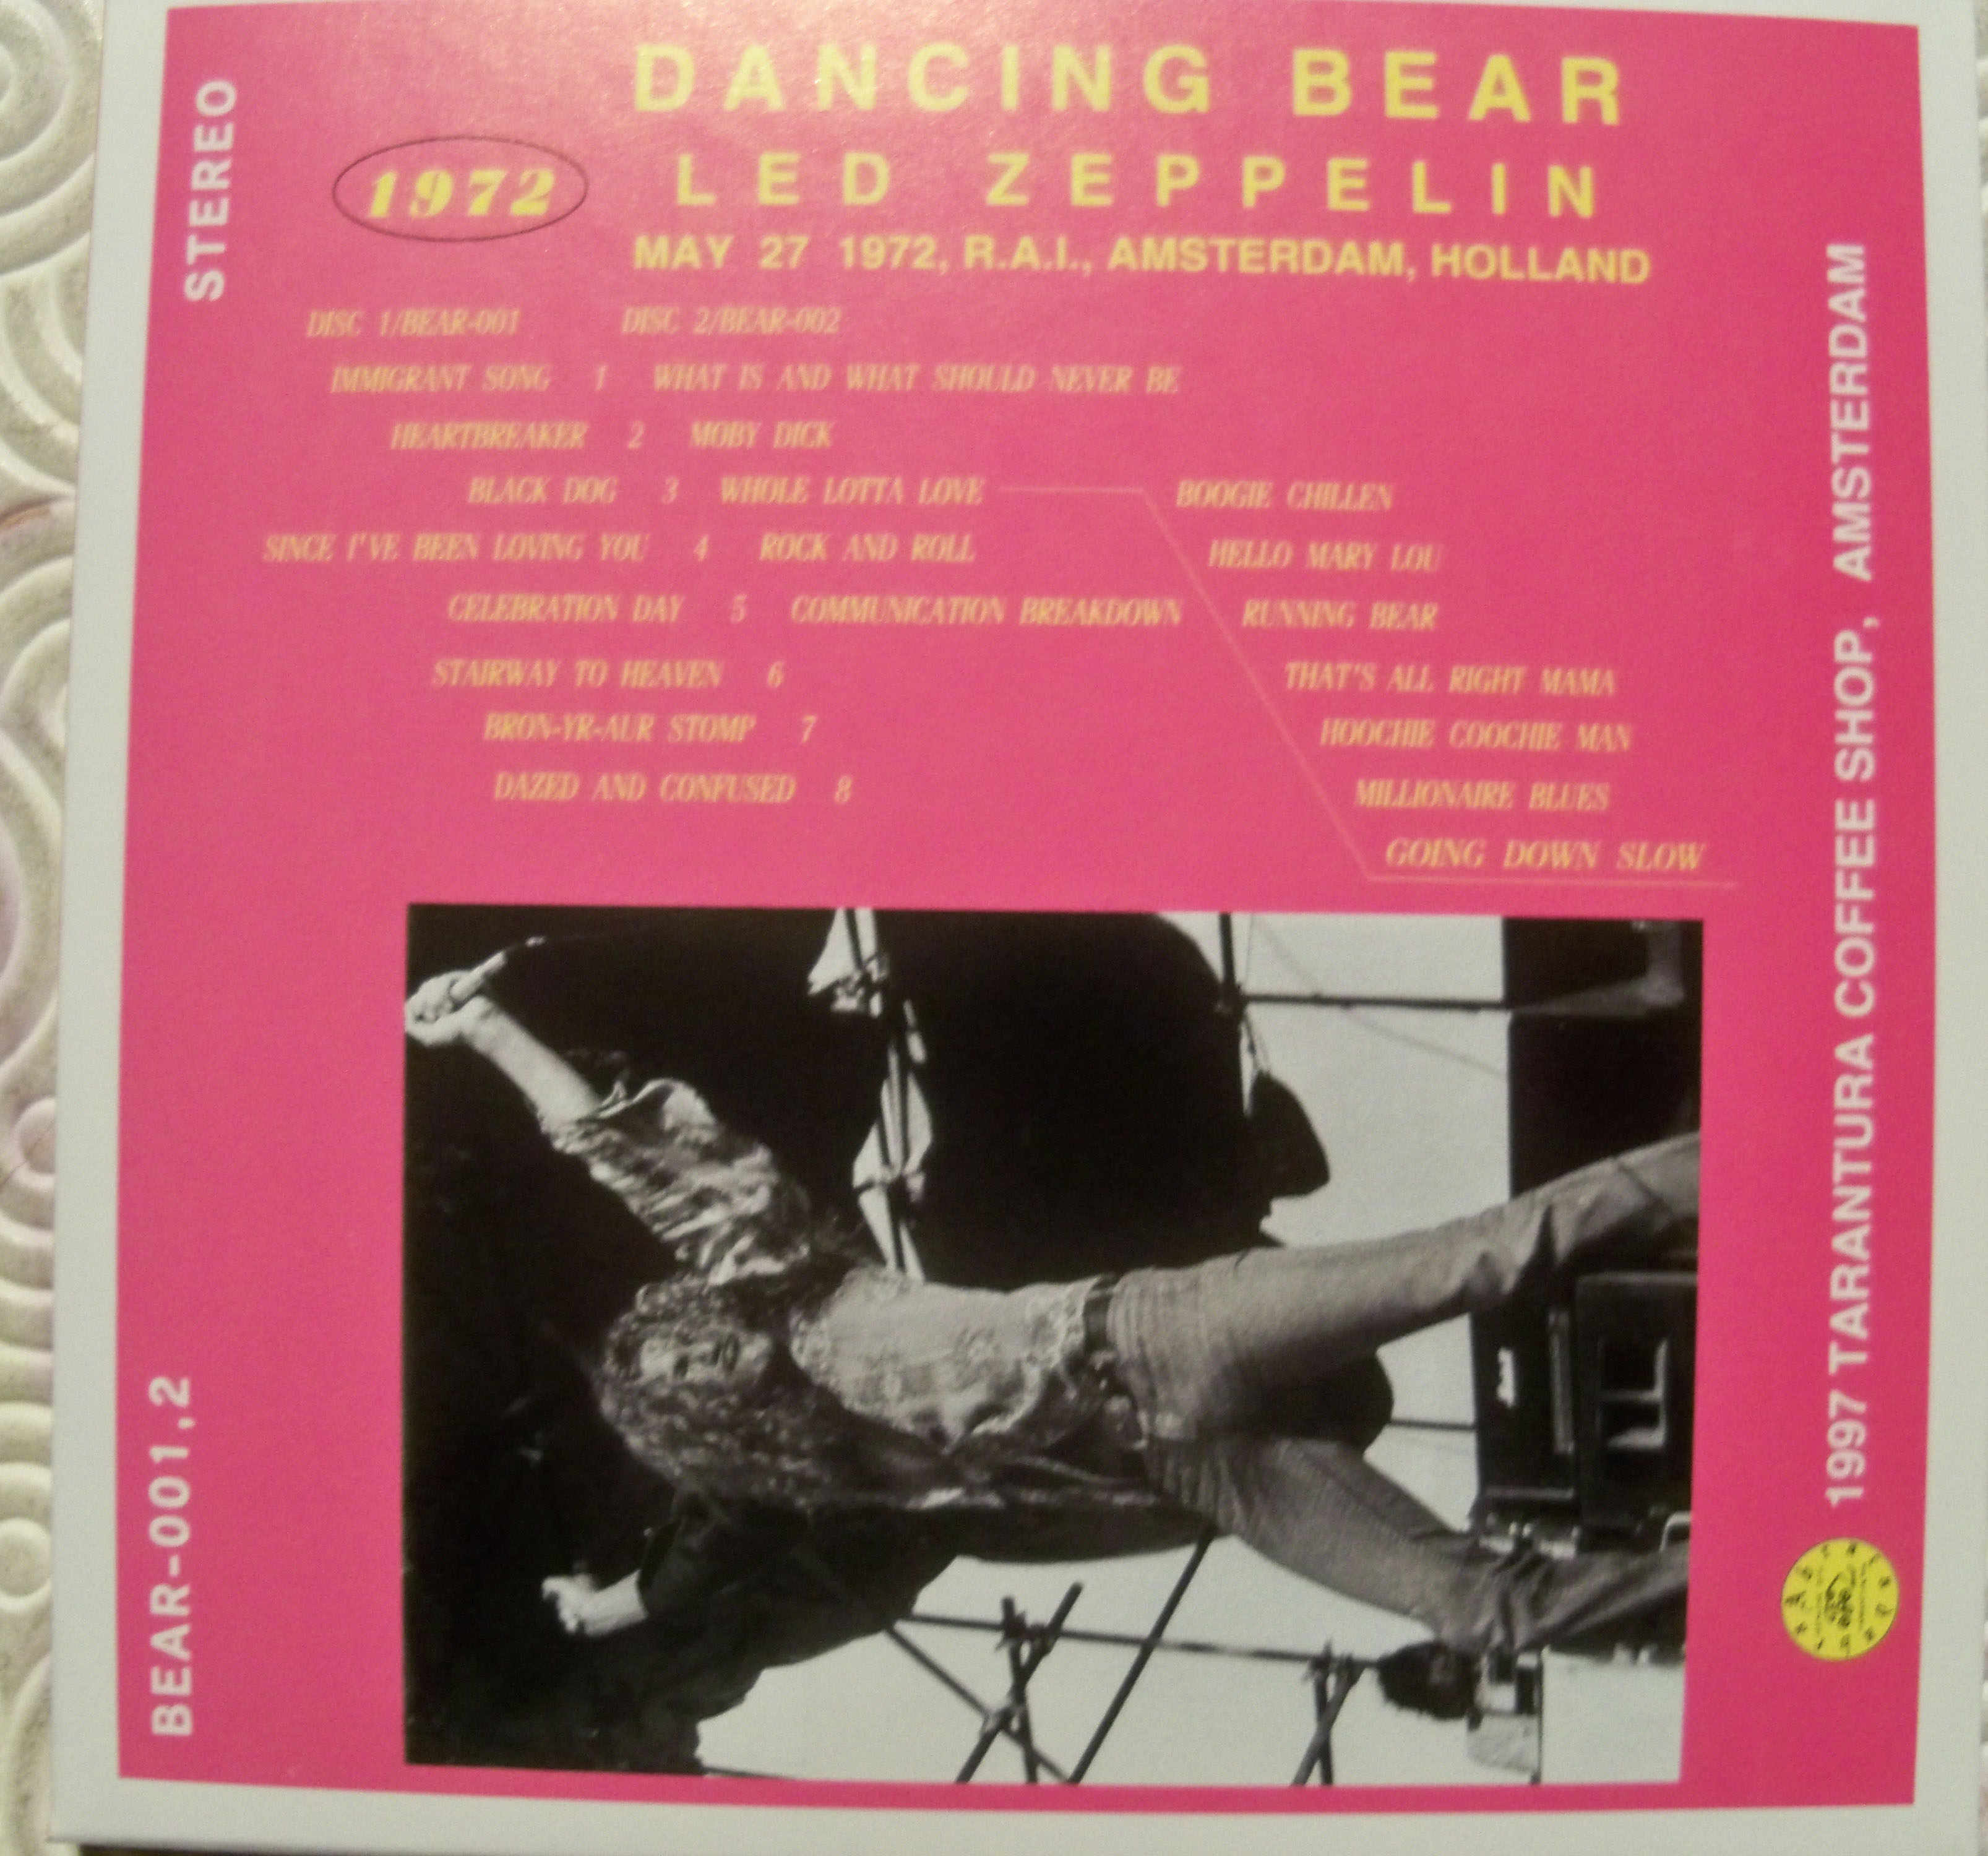 DANCING BEAR
1972
LED ZEPPELIN
MAY 27 1972, R.A.I., AMSTERDAM, HOLLAND
STEREO
DISC 1/BEAR-001
IMMIGRANT SONG 1
HEARTBREAKER 2
BLACK DOG 3
SINCE I'VE BEEN LOVING YOU 4
CELEBRATION DAY 5
STAIRWAY TO HEAVEN 6
BRON-YR-AUR STOMP 7
DAZED AND CONFUSED 8
DISC 2/BEAR-002
WHAT IS AND WHAT SHOULD NEVER BE
MOBY DICK
WHOLE LOTTA LOVE
ROCK AND ROLL
COMMUNICATION BREAKDOWN
BOOGIE CHILLEN
HELLO MARY LOU
RUNNING BEAR
THAT'S ALL RIGHT MAMA
HOOCHIE COOCHIE MAN
MILLIONAIRE BLUES
GOING DOWN SLOW
BEAR-001,2
1997 TARANTURA COFFEE SHOP, AMSTERDAM